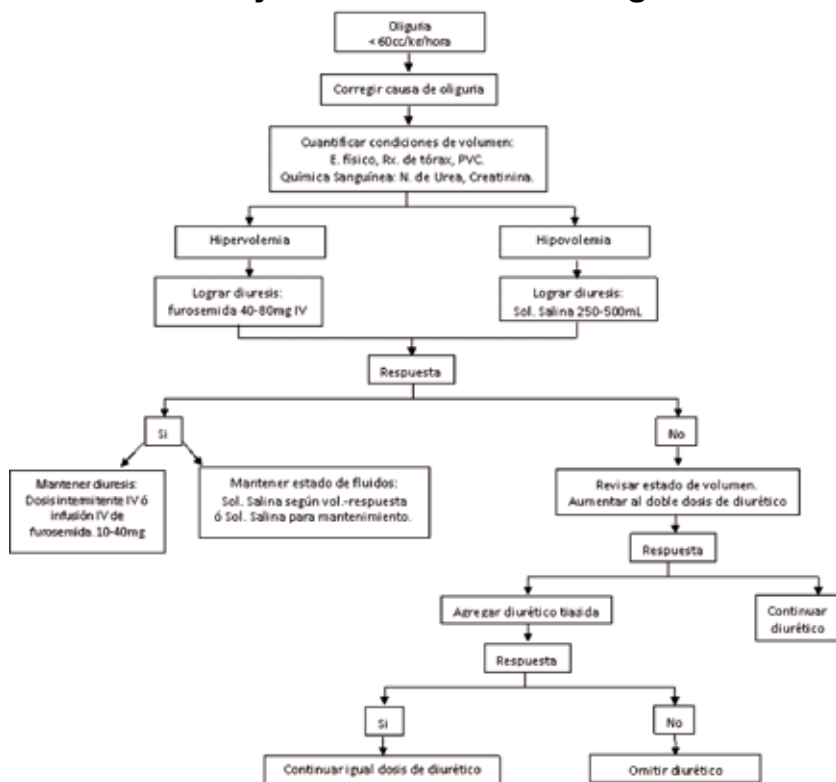 Oliguria
< 60cc/kg/hora
Corregir causa de oliguria
Cuantificar condiciones de volumen:
E. físico, Rx. de tórax, PVC.
Química Sanguínea: N. de Urea, Creatinina.
Hipervolemia
Hipovolemia
Lograr diuresis:
furosemida 40-80mg IV
Lograr diuresis:
Sol. Salina 250-500mL
Respuesta
Si
No
Mantener diuresis:
Dosis intermitente IV ó
infusión IV de
furosemida. 10-40mg
Mantener estado de fluidos:
Sol. Salina según vol.-respuesta
ó Sol. Salina para mantenimiento.
Revisar estado de volumen.
Aumentar al doble dosis de diurético
Respuesta
Agregar diurético tiazida
Continuar
diurético
Respuesta
Si
No
Continuar igual dosis de diurético
Omitir diurético